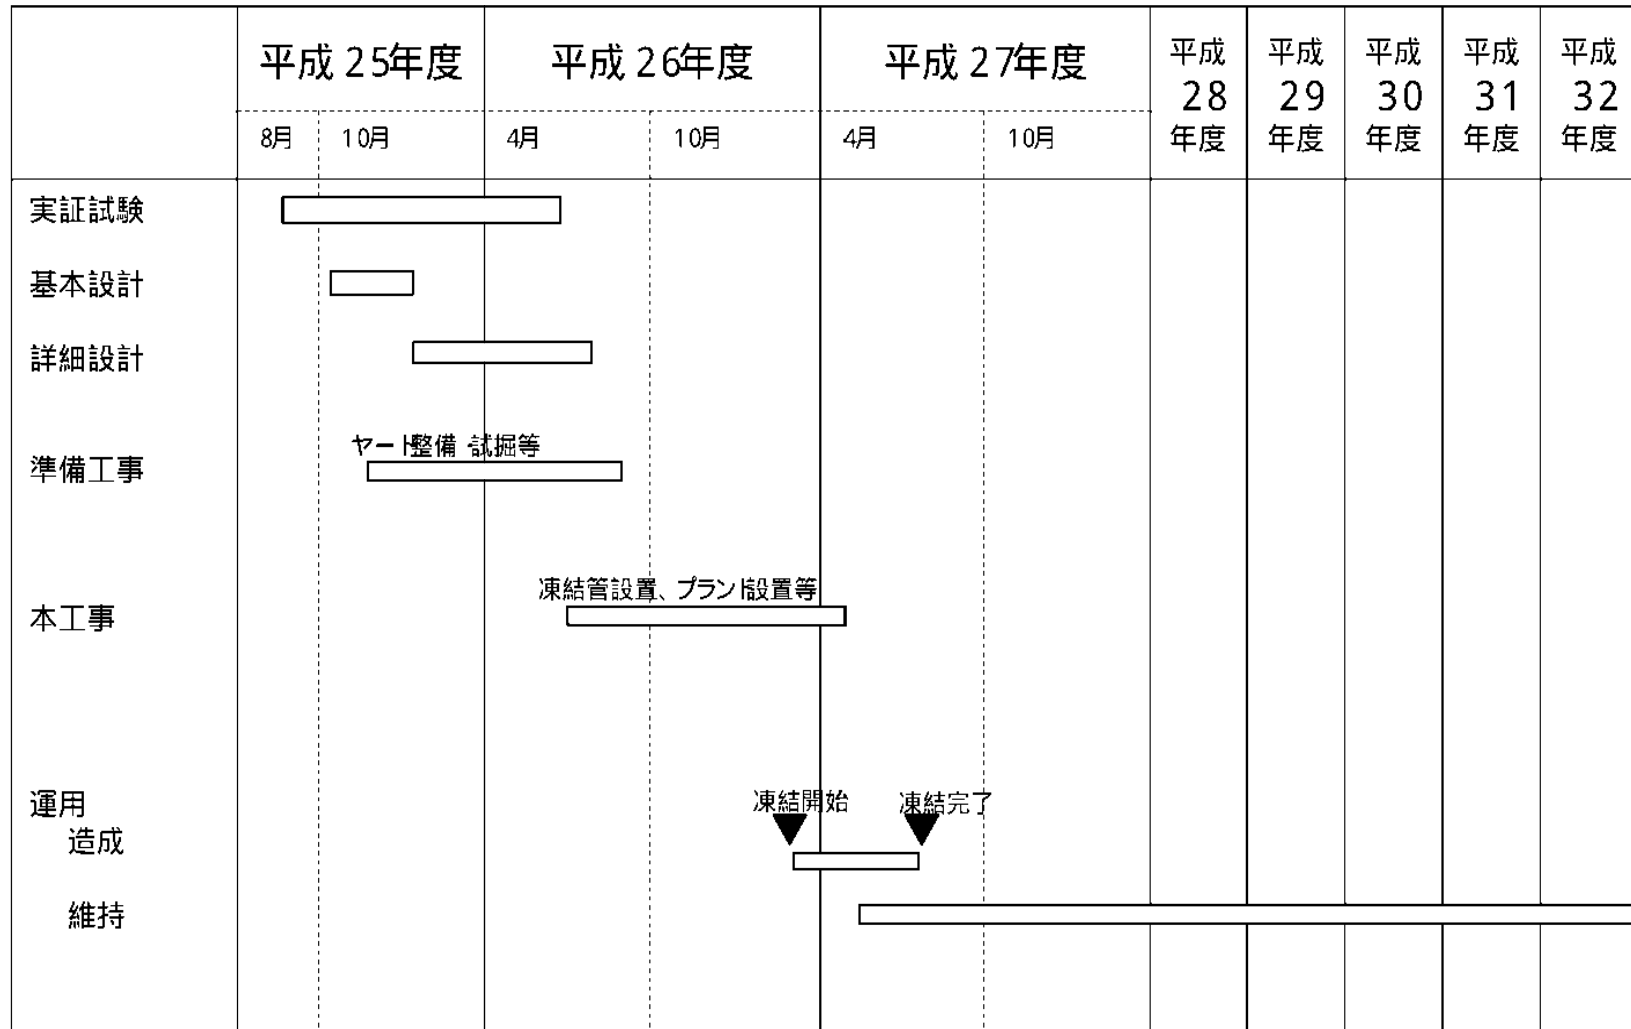 平成 25年度
平成 26年度
平成 27年度
平成
28
年度
平成
29
年度
平成
30
年度
平成
31
年度
平成
32
年度
8月
10月
4月
10月
4月
10月
実証試験
基本設計
詳細設計
ヤード整備・試掘等
準備工事
凍結管設置、プラント設置等
本工事
運用
凍結開始
凍結完了
造成
維持